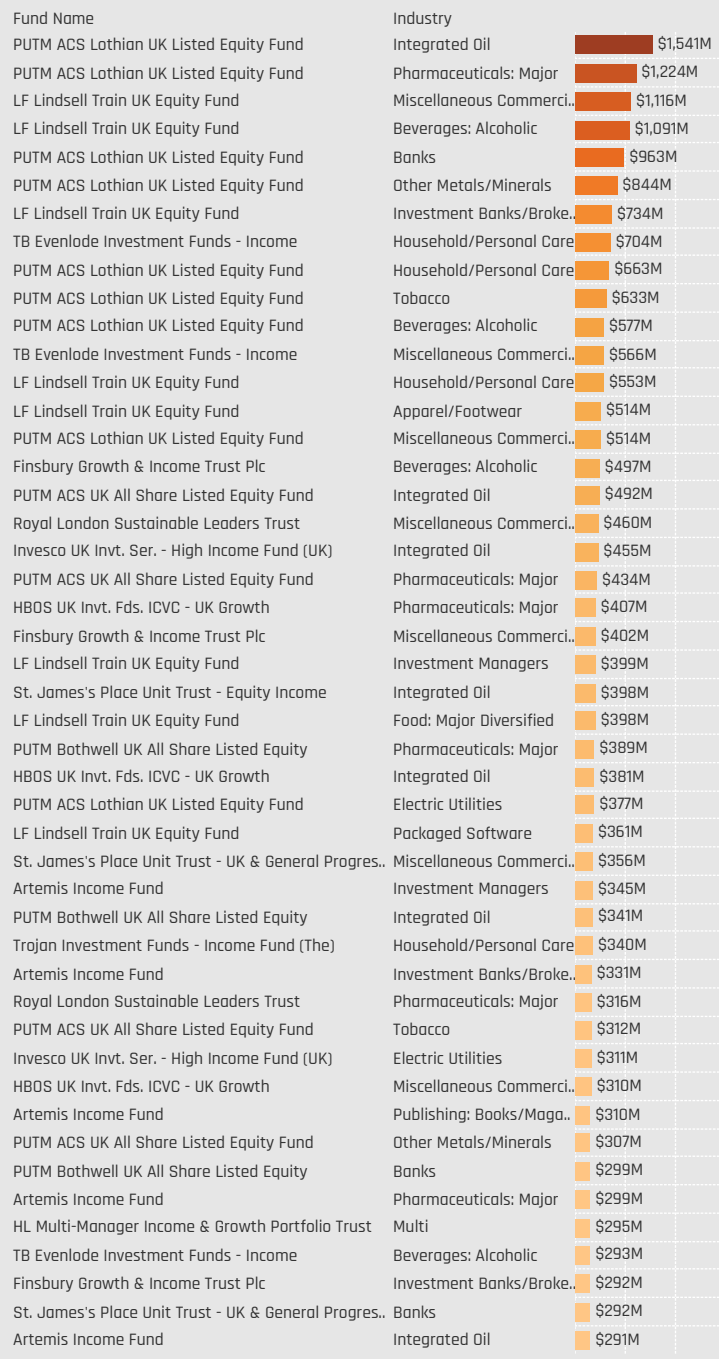 Fund Name Industry
PUTM ACS Lothian UK Listed Equity Fund Integrated Oil $1,541M
PUTM ACS Lothian UK Listed Equity Fund Pharmaceuticals: Major $1,224M
LF Lindsell Train UK Equity Fund Miscellaneous Commerci.. $1,116M
LF Lindsell Train UK Equity Fund Beverages: Alcoholic $1,091M
PUTM ACS Lothian UK Listed Equity Fund Banks $963M
PUTM ACS Lothian UK Listed Equity Fund Other Metals/Minerals $844M
LF Lindsell Train UK Equity Fund Investment Banks/Broke.. $734M
TB Evenlode Investment Funds - Income Household/Personal Care $704M
PUTM ACS Lothian UK Listed Equity Fund Household/Personal Care $663M
PUTM ACS Lothian UK Listed Equity Fund Tobacco $633M
PUTM ACS Lothian UK Listed Equity Fund Beverages: Alcoholic $577M
TB Evenlode Investment Funds - Income Miscellaneous Commerci.. $566M
LF Lindsell Train UK Equity Fund Household/Personal Care $553M
LF Lindsell Train UK Equity Fund Apparel/Footwear $514M
PUTM ACS Lothian UK Listed Equity Fund Miscellaneous Commerci.. $514M
Finsbury Growth & Income Trust Plc Beverages: Alcoholic $497M
PUTM ACS UK All Share Listed Equity Fund Integrated Oil $492M
Royal London Sustainable Leaders Trust Miscellaneous Commerci.. $460M
Invesco UK Invt. Ser. - High Income Fund (UK) Integrated Oil $455M
PUTM ACS UK All Share Listed Equity Fund Pharmaceuticals: Major $434M
HBOS UK Invt. Fds. ICVC - UK Growth Pharmaceuticals: Major $407M
Finsbury Growth & Income Trust Plc Miscellaneous Commerci.. $402M
LF Lindsell Train UK Equity Fund Investment Managers $399M
St. James's Place Unit Trust - Equity Income Integrated Oil $398M
LF Lindsell Train UK Equity Fund Food: Major Diversified $398M
PUTM Bothwell UK All Share Listed Equity Pharmaceuticals: Major $389M
HBOS UK Invt. Fds. ICVC - UK Growth Integrated Oil $381M
PUTM ACS Lothian UK Listed Equity Fund Electric Utilities $377M
LF Lindsell Train UK Equity Fund Packaged Software $361M
St. James's Place Unit Trust - UK & General Progres.. Miscellaneous Commerci.. $356M
Artemis Income Fund Investment Managers $345M
PUTM Bothwell UK All Share Listed Equity Integrated Oil $341M
Trojan Investment Funds - Income Fund (The) Household/Personal Care $340M
Artemis Income Fund Investment Banks/Broke.. $331M
Royal London Sustainable Leaders Trust Pharmaceuticals: Major $316M
PUTM ACS UK All Share Listed Equity Fund Tobacco $312M
Invesco UK Invt. Ser. - High Income Fund (UK) Electric Utilities $311M
HBOS UK Invt. Fds. ICVC - UK Growth Miscellaneous Commerci.. $310M
Artemis Income Fund Publishing: Books/Maga.. $310M
PUTM ACS UK All Share Listed Equity Fund Other Metals/Minerals $307M
PUTM Bothwell UK All Share Listed Equity Banks $299M
Artemis Income Fund Pharmaceuticals: Major $299M
HL Multi-Manager Income & Growth Portfolio Trust Multi $295M
TB Evenlode Investment Funds - Income Beverages: Alcoholic $293M
Finsbury Growth & Income Trust Plc Investment Banks/Broke.. $292M
St. James's Place Unit Trust - UK & General Progres.. Banks $292M
Artemis Income Fund Integrated Oil $291M